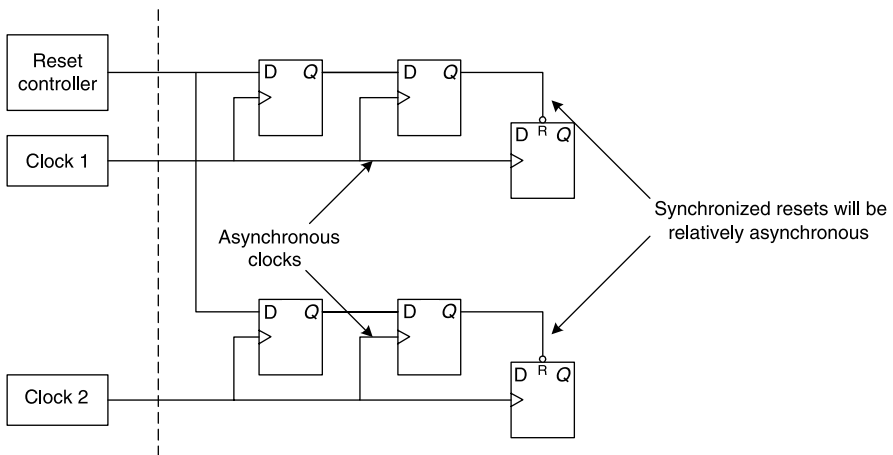 Reset
controller
D Q
D Q
D R Q
Clock 1
Synchronized resets will be
relatively asynchronous
Asynchronous
clocks
D Q
D Q
D R Q
Clock 2